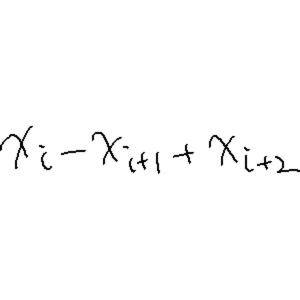 x_i - x_{i+1} + x_{i+2}